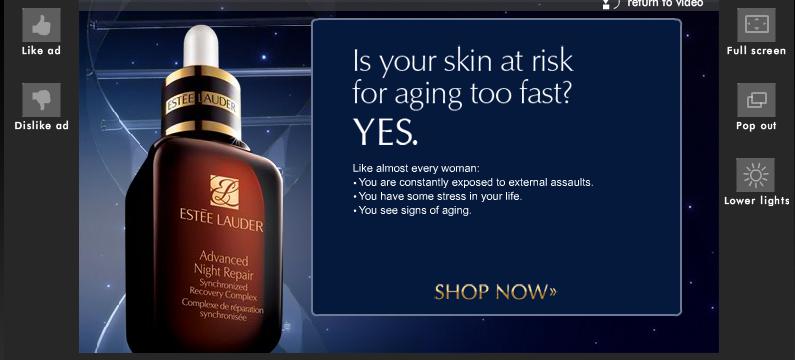 return to video
Like ad
Dislike ad
Full screen
Pop out
Lower lights
ESTĒE LAUDER
ESTĒE LAUDER
Advanced
Night Repair
Synchronized
Recovery Complex
Complexe de réparation
synchronisée
Is your skin at risk
for aging too fast?
YES.
Like almost every woman:
• You are constantly exposed to external assaults.
• You have some stress in your life.
• You see signs of aging.
SHOP NOW»